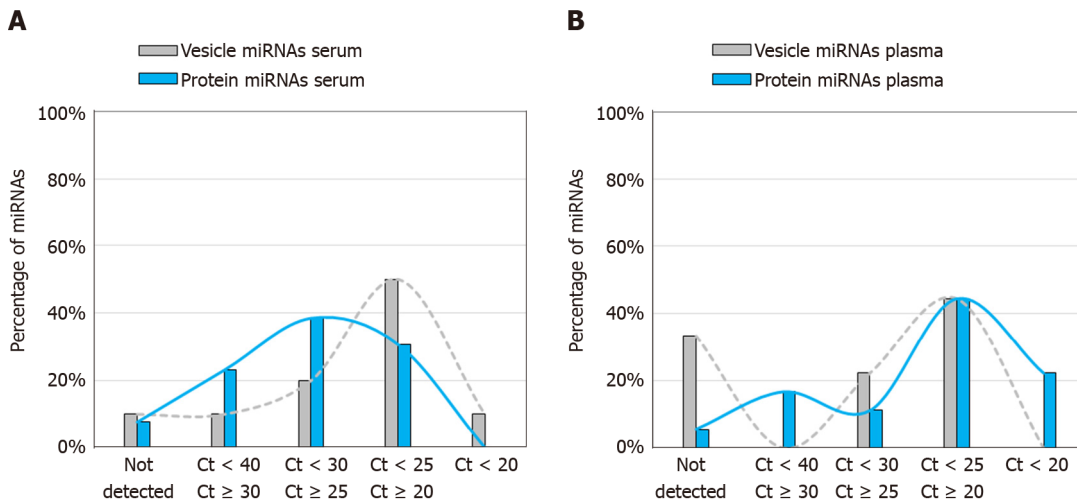 A
Vesicle miRNAs serum
Protein miRNAs serum
Percentage of miRNAs
100%
80%
60%
40%
20%
0%
Not detected
Ct < 40 Ct ≥ 30
Ct < 30 Ct ≥ 25
Ct < 25 Ct ≥ 20
Ct < 20
B
Vesicle miRNAs plasma
Protein miRNAs plasma
Percentage of miRNAs
100%
80%
60%
40%
20%
0%
Not detected
Ct < 40 Ct ≥ 30
Ct < 30 Ct ≥ 25
Ct < 25 Ct ≥ 20
Ct < 20